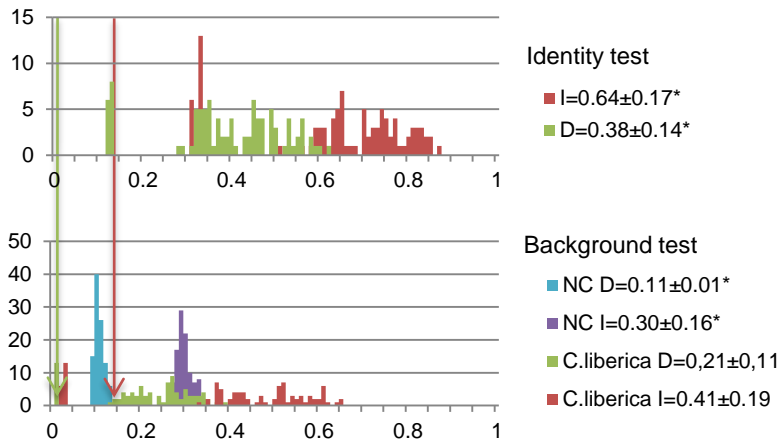 15
10
5
0
0 0.2 0.4 0.6 0.8 1
Identity test
I=0.64±0.17*
D=0.38±0.14*
50
40
30
20
10
0
0 0.2 0.4 0.6 0.8 1
Background test
NC D=0.11±0.01*
NC I=0.30±0.16*
C.liberica D=0,21±0,11
C.liberica I=0.41±0.19